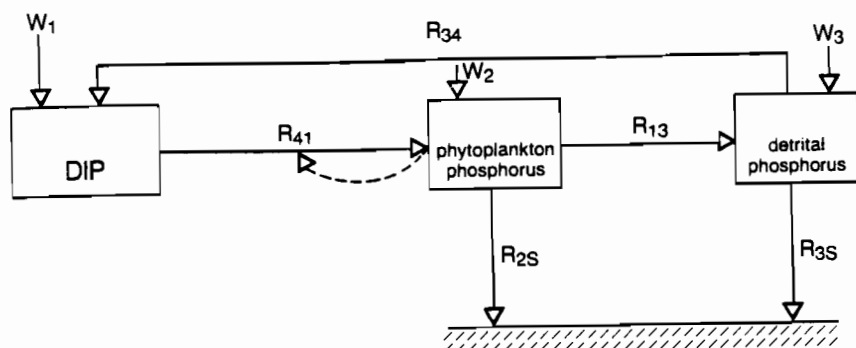 W1
R34
W2
W3
DIP
R41
phytoplankton
phosphorus
R13
detrital
phosphorus
R2S
R3S